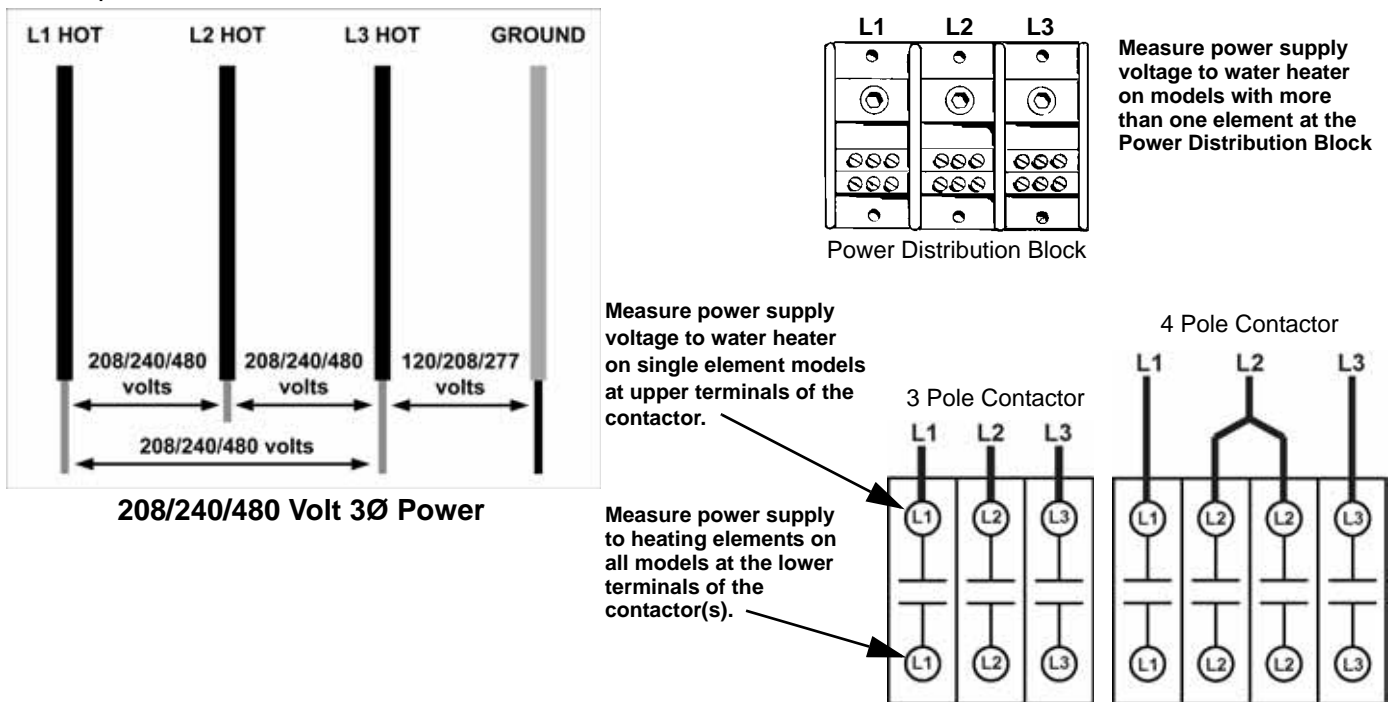 L1 HOT L2 HOT L3 HOT GROUND
208/240/480 volts
208/240/480 volts
120/208/277 volts
208/240/480 volts
208/240/480 Volt 3Ø Power
L1 L2 L3
Power Distribution Block
Measure power supply
voltage to water heater
on models with more
than one element at the
Power Distribution Block
Measure power supply
voltage to water heater
on single element models
at upper terminals of the
contactor.
Measure power supply
to heating elements on
all models at the lower
terminals of the
contactor(s).
3 Pole Contactor
L1 L2 L3
L1 L2 L3
L1 L2 L3
4 Pole Contactor
L1 L2 L3
L1 L2 L2 L3
L1 L2 L2 L3